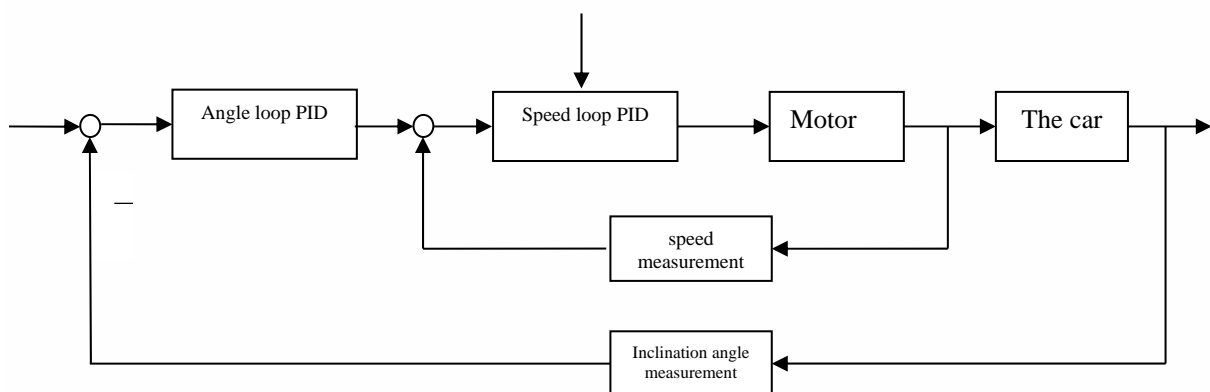 Angle loop PID
Speed loop PID
Motor
The car
—
speed
measurement
Inclination angle
measurement